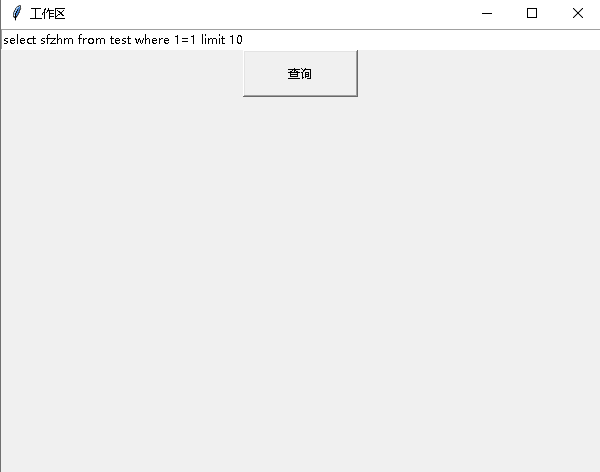 工作区
select sfzhm from test where 1=1 limit 10
查询